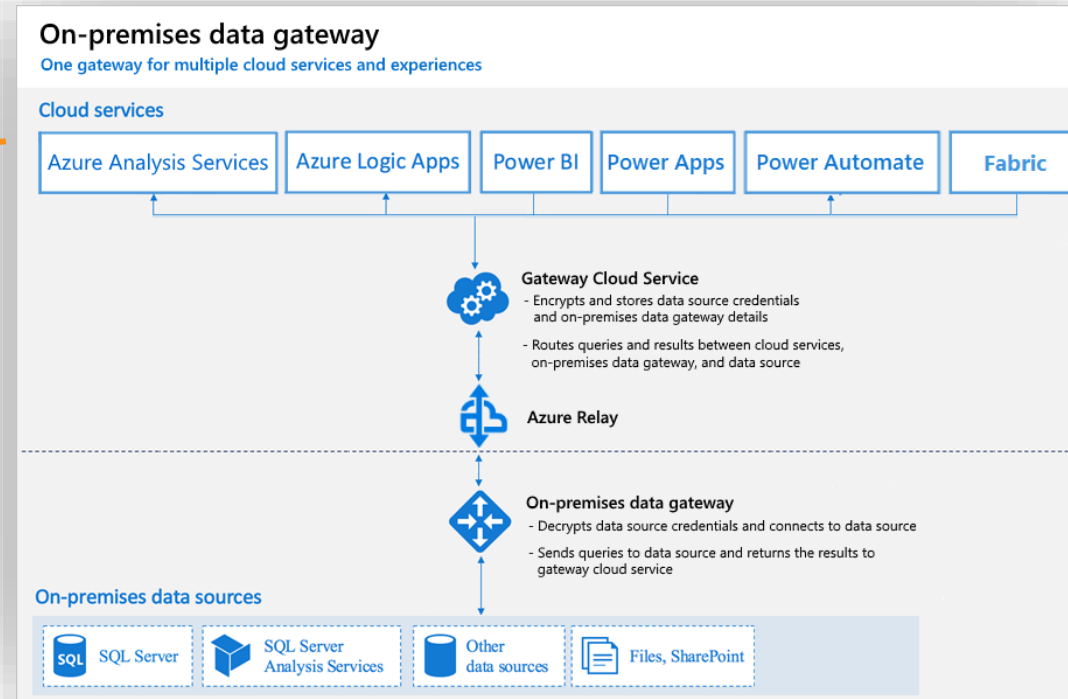 On-premises data gateway
One gateway for multiple cloud services and experiences
Cloud services
Azure Analysis Services
Azure Logic Apps
Power BI
Power Apps
Power Automate
Fabric
Gateway Cloud Service
- Encrypts and stores data source credentials
and on-premises data gateway details
- Routes queries and results between cloud services,
on-premises data gateway, and data source
Azure Relay
On-premises data gateway
- Decrypts data source credentials and connects to data source
- Sends queries to data source and returns the results to
gateway cloud service
On-premises data sources
SQL
SQL Server
SQL Server
Analysis Services
Other
data sources
Files, SharePoint